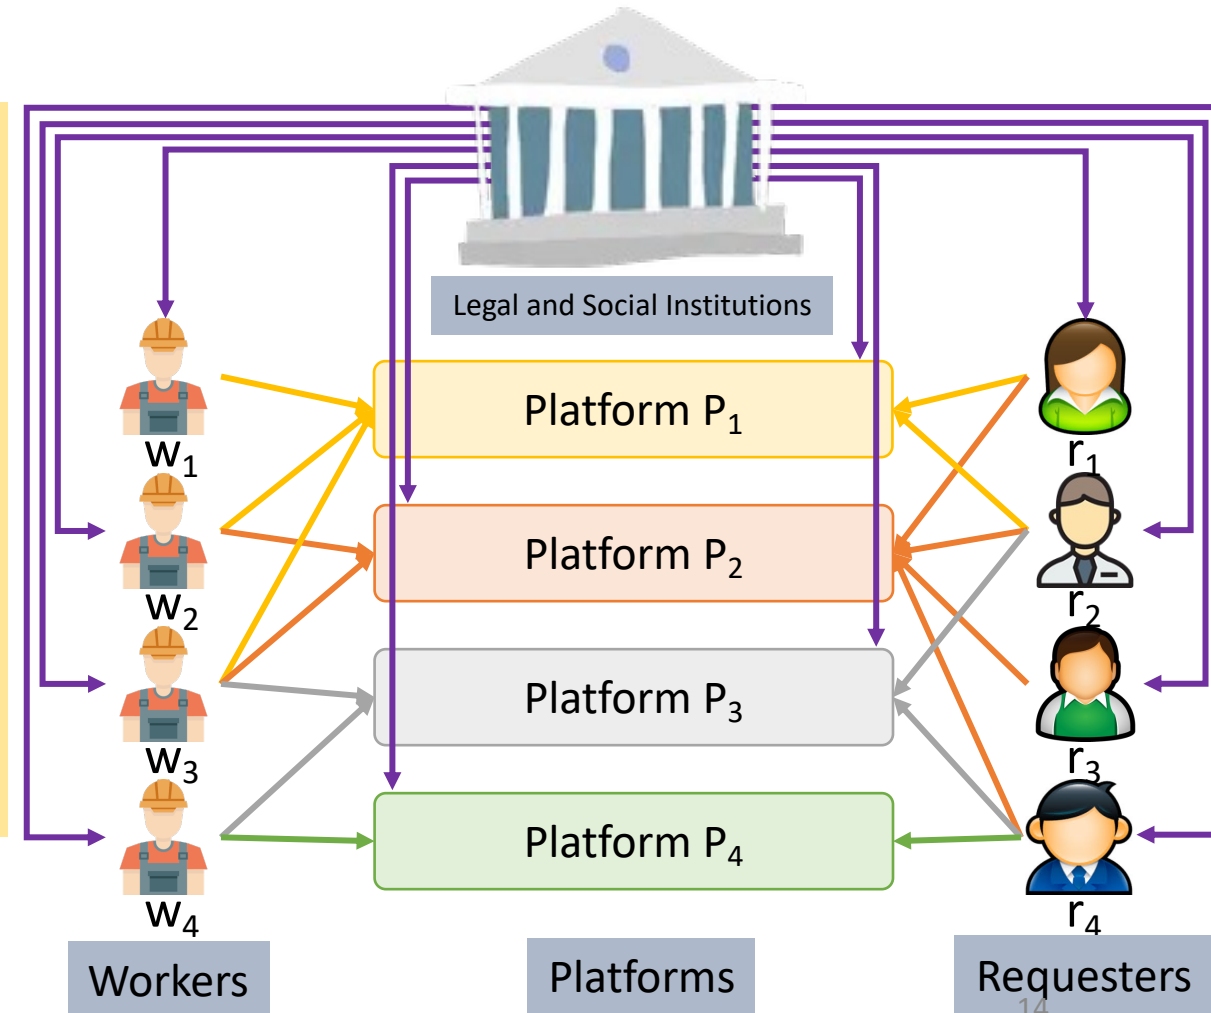 Legal and Social Institutions
Platform P₁
Platform P₂
Platform P₃
Platform P₄
w₁
w₂
w₃
w₄
r₁
r₂
r₃
r₄
Workers
Platforms
Requesters
14